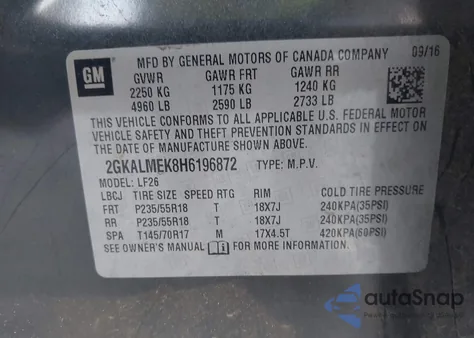 GM MFD BY GENERAL MOTORS OF CANADA COMPANY 09/16
GVWR GAWR FRT GAWR RR
2250 KG 1175 KG 1240 KG
4960 LB 2590 LB 2733 LB
THIS VEHICLE CONFORMS TO ALL APPLICABLE U.S. FEDERAL MOTOR
VEHICLE SAFETY AND THEFT PREVENTION STANDARDS IN EFFECT ON
THE DATE OF MANUFACTURE SHOWN ABOVE.
2GKALMEK8H6196872 TYPE: M.P.V.
MODEL: LF26
LBCJ TIRE SIZE SPEED RTG RIM COLD TIRE PRESSURE
FRT P235/55R18 T 18X7J 240KPA(35PSI)
RR P235/55R18 T 18X7J 240KPA(35PSI)
SPA T145/70R17 M 17X4.5T 420KPA(60PSI)
SEE OWNER'S MANUAL FOR MORE INFORMATION.
autoSnap